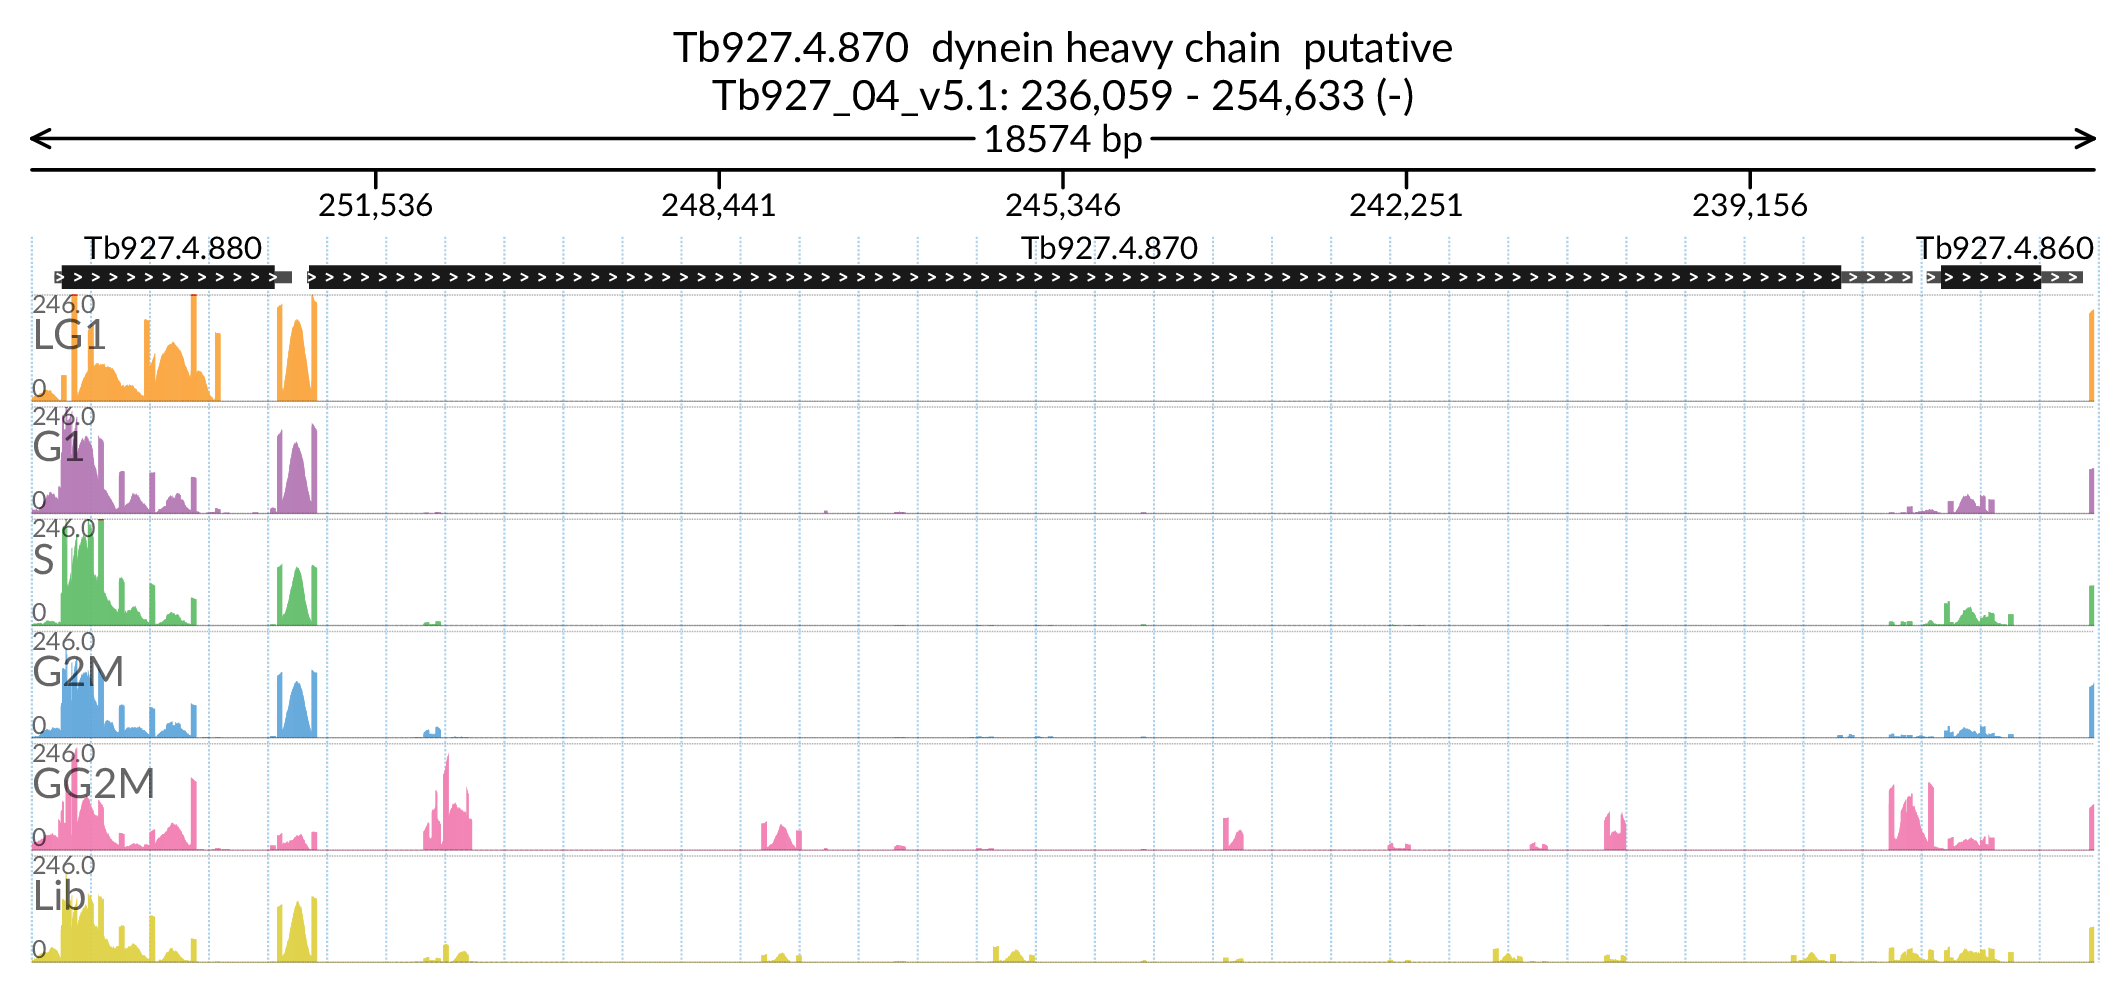 Tb927.4.870 dynein heavy chain putative
Tb927_04_v5.1: 236,059 - 254,633 (-)
18574 bp
251,536 248,441 245,346 242,251 239,156
Tb927.4.880 Tb927.4.870 Tb927.4.860
246.0
LG1
0
246.0
G1
0
246.0
S
0
246.0
G2M
0
246.0
GG2M
0
246.0
Lib
0